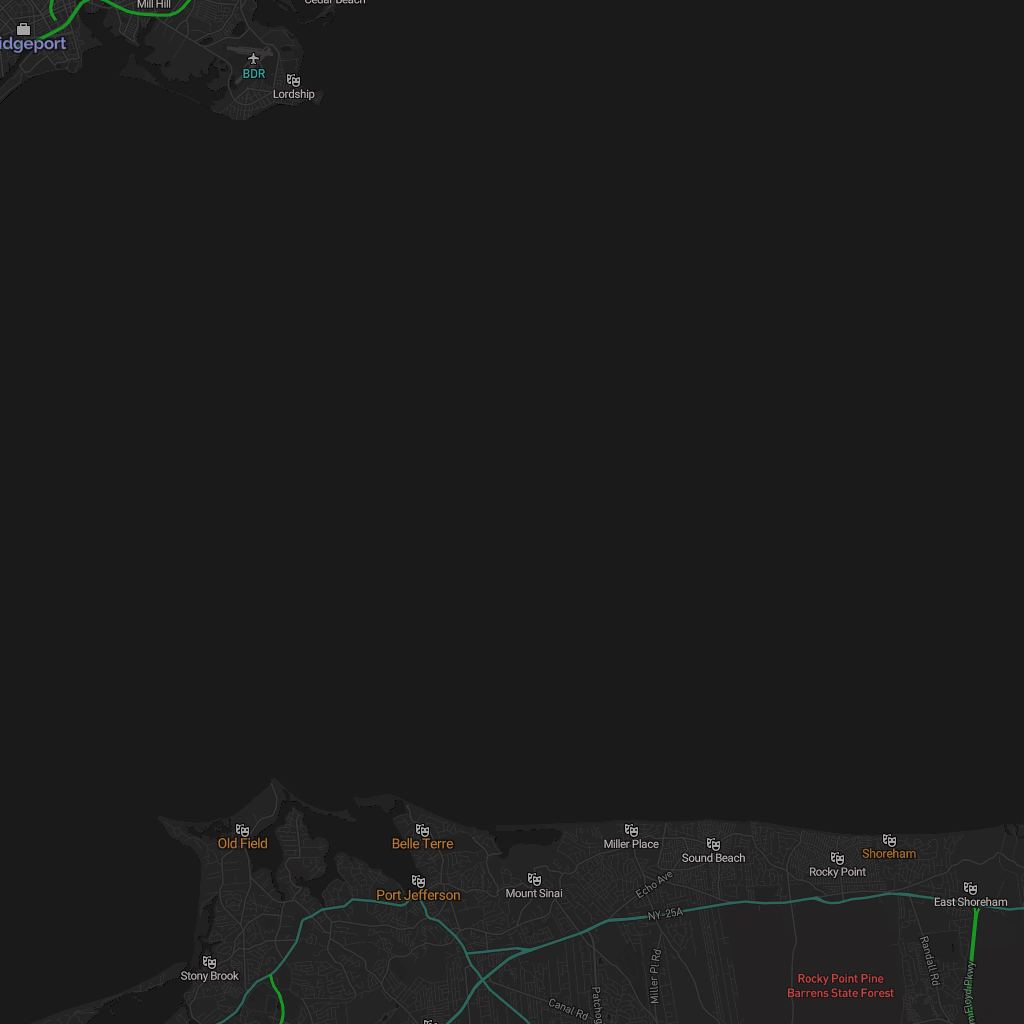 Cedar Beach
Mill Hill
idgeport
BDR
Lordship
Old Field
Belle Terre
Miller Place
Sound Beach
Shoreham
Rocky Point
Port Jefferson
Mount Sinai
Echo Ave
East Shoreham
NY-25A
Stony Brook
Miller Pl Rd
Randall Rd
Rocky Point Pine
Barrens State Forest
Canal Rd
Patchog
Floyd Pkwy